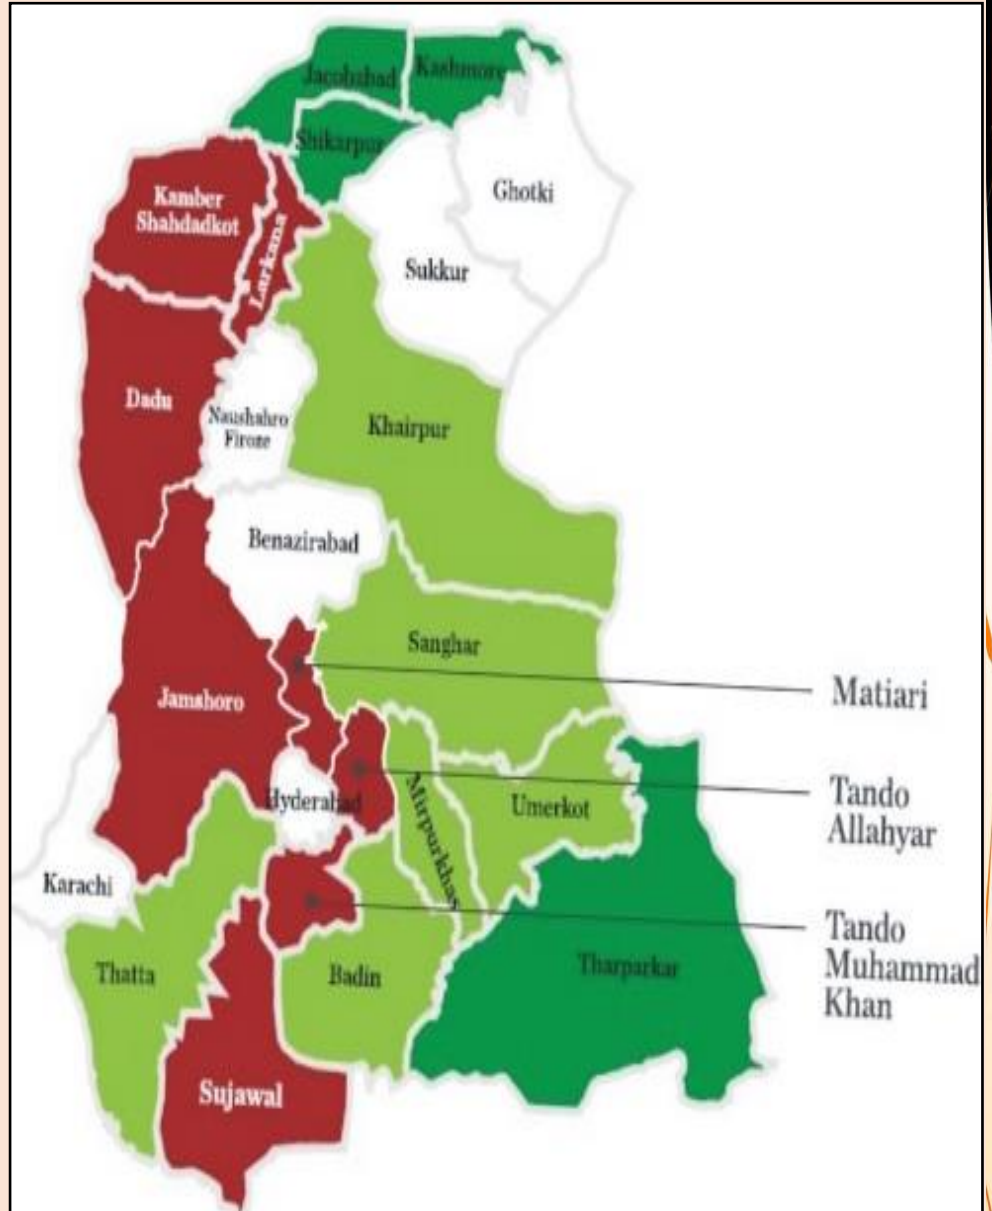 Jacobabad
Kashmore
Shikarpur
Ghotki
Kamber
Shahdadkot
Larkana
Sukkur
Dadu
Naushahro
Firoze
Khairpur
Benazirabad
Sanghar
Matiari
Jamshoro
Hyderabad
Mirpurkhas
Umerkot
Tando
Allahyar
Karachi
Tando
Muhammad
Khan
Thatta
Badin
Tharparkar
Sujawal